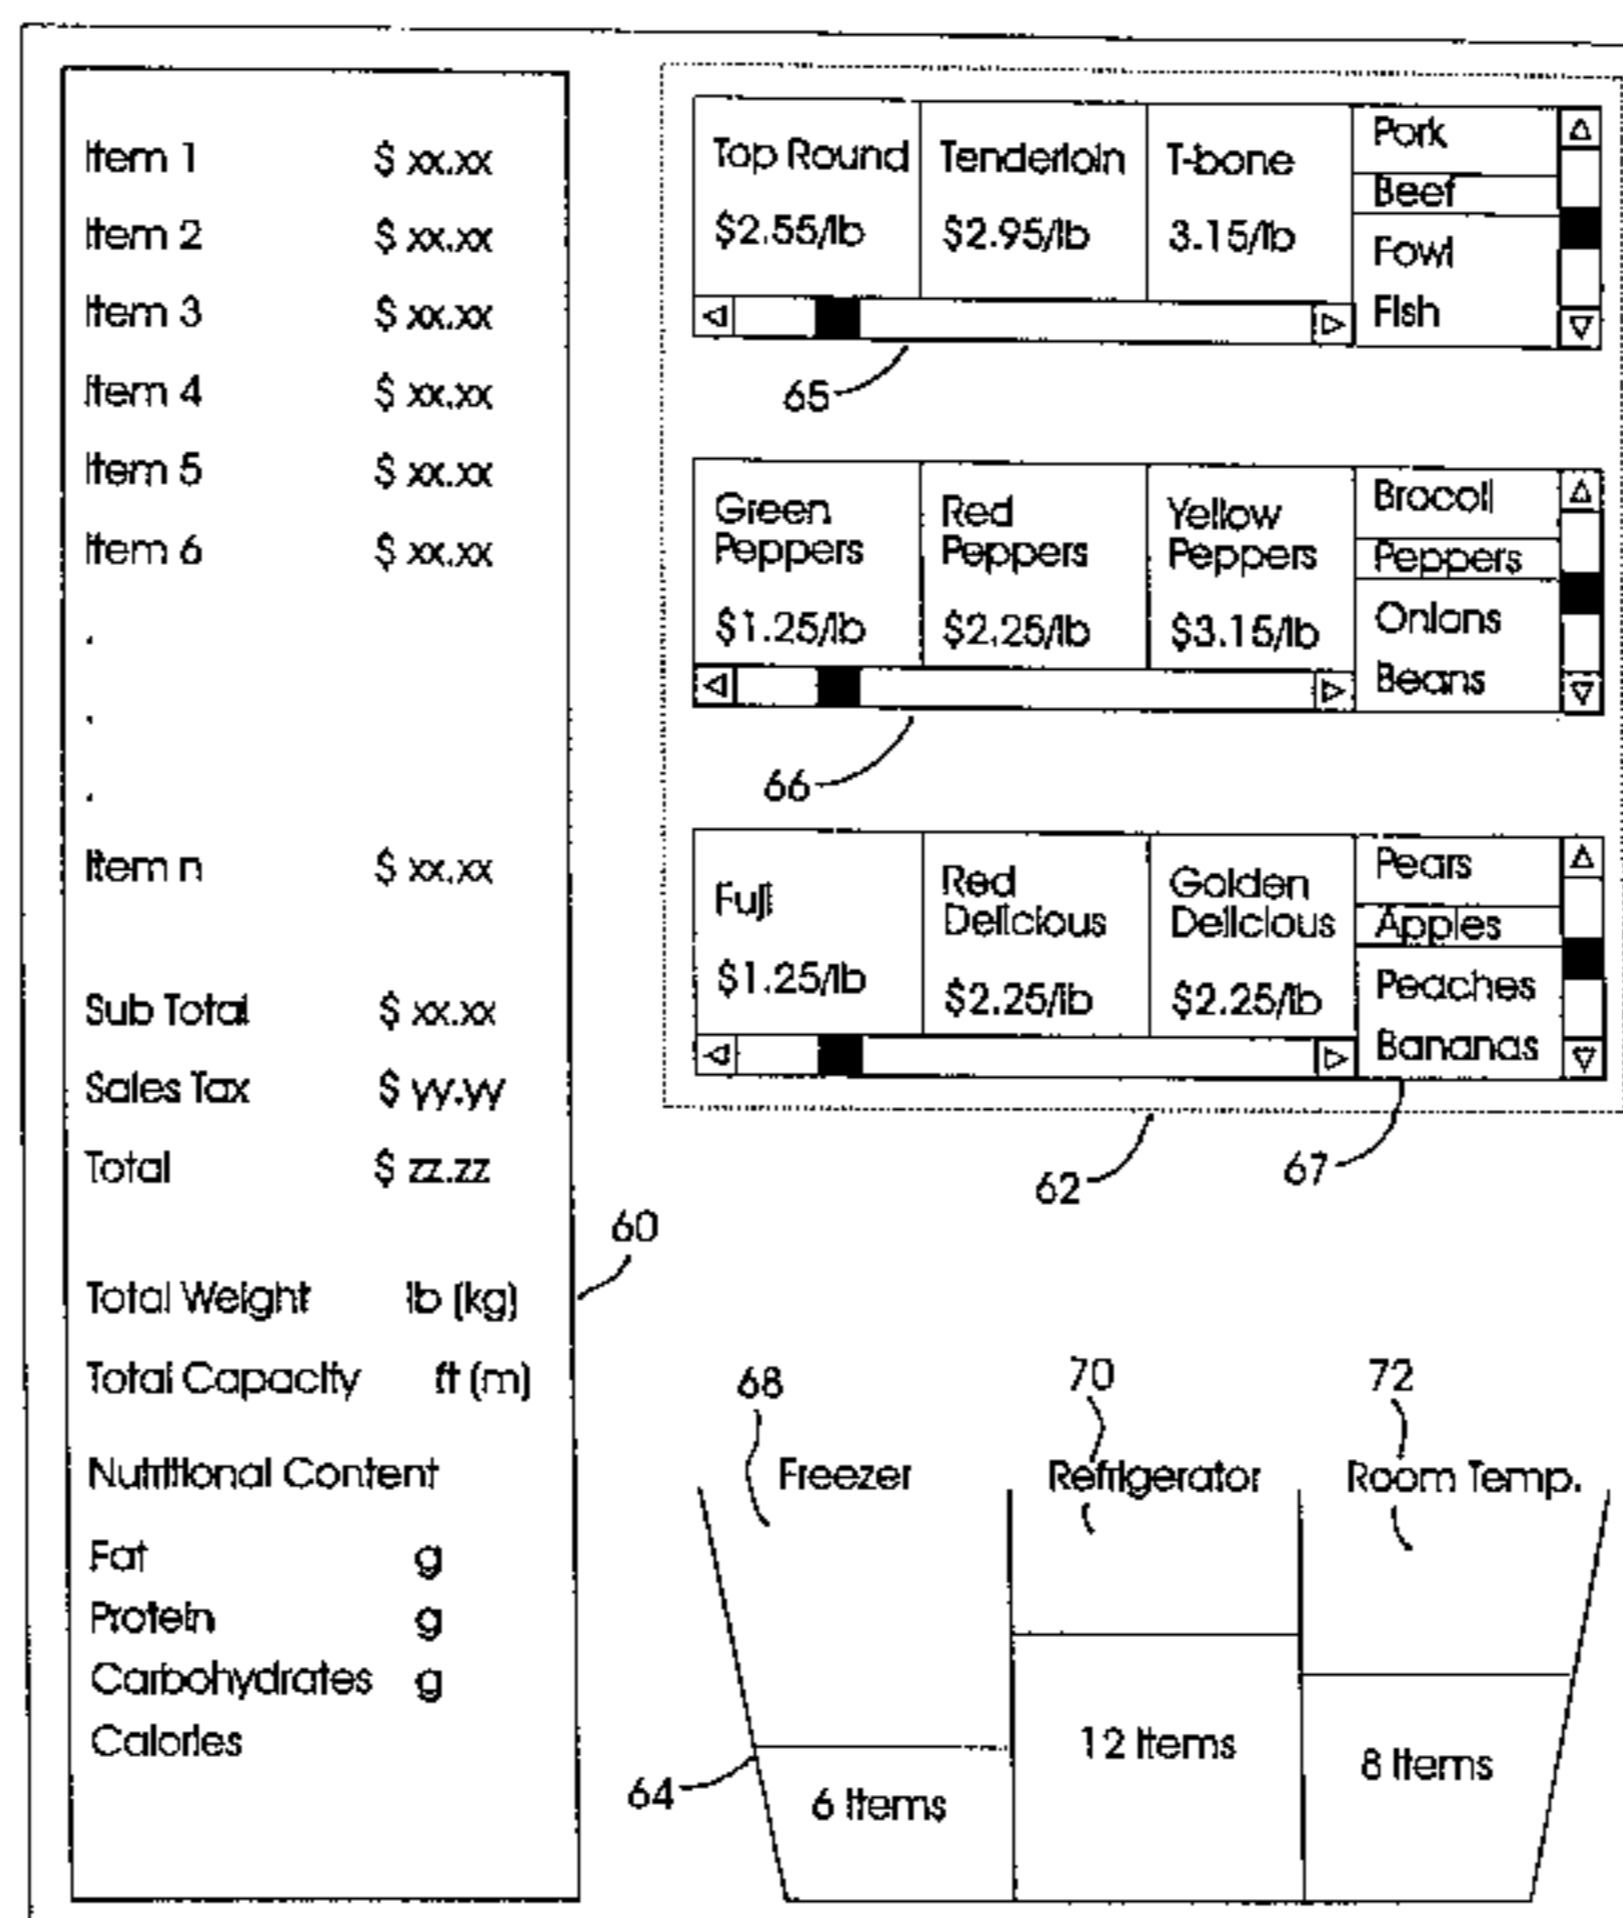 Item 1 $ xx.xx
Item 2 $ xx.xx
Item 3 $ xx.xx
Item 4 $ xx.xx
Item 5 $ xx.xx
Item 6 $ xx.xx
.
.
.
Item n $ xx.xx
Sub Total $ xx.xx
Sales Tax $ yy.yy
Total $ zz.zz
Total Weight lb (kg)
Total Capacity ft (m)
Nutritional Content
Fat g
Protein g
Carbohydrates g
Calories
60
Top Round Tenderloin T-bone
$2.55/lb $2.95/lb 3.15/lb
Pork
Beef
Fowl
Fish
65
Green Peppers
$1.25/lb
Red Peppers
$2.25/lb
Yellow Peppers
$3.15/lb
Brocoli
Peppers
Onions
Beans
66
Fuji
$1.25/lb
Red Delicious
$2.25/lb
Golden Delicious
$2.25/lb
Pears
Apples
Peaches
Bananas
62 67
68 70 72
Freezer Refrigerator Room Temp.
64
6 Items 12 Items 8 Items